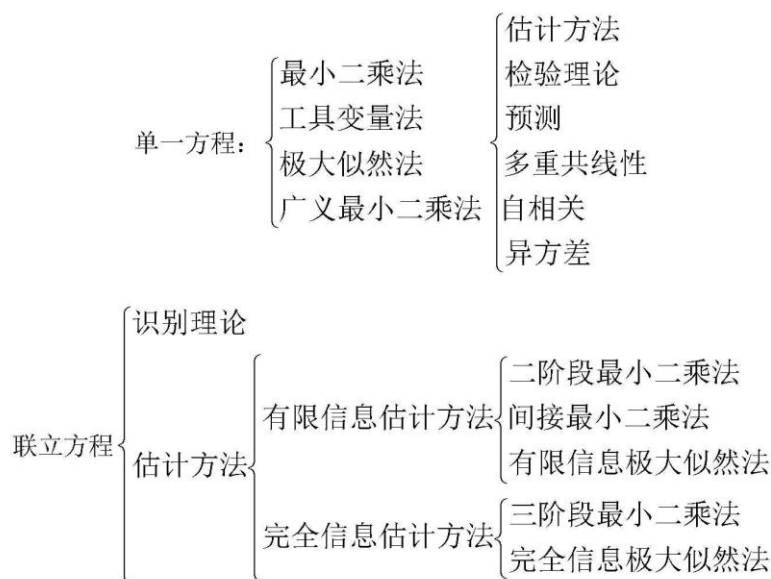 单一方程：
最小二乘法
工具变量法
极大似然法
广义最小二乘法
估计方法
检验理论
预测
多重共线性
自相关
异方差
联立方程
识别理论
估计方法
有限信息估计方法
二阶段最小二乘法
间接最小二乘法
有限信息极大似然法
完全信息估计方法
三阶段最小二乘法
完全信息极大似然法